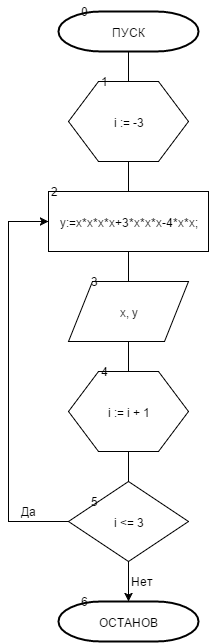 0
ПУСК
1
i := -3
2
y:=x*x*x*x+3*x*x*x-4*x*x;
3
x, y
4
i := i + 1
5
i <= 3
Да
Нет
6
ОСТАНОВ